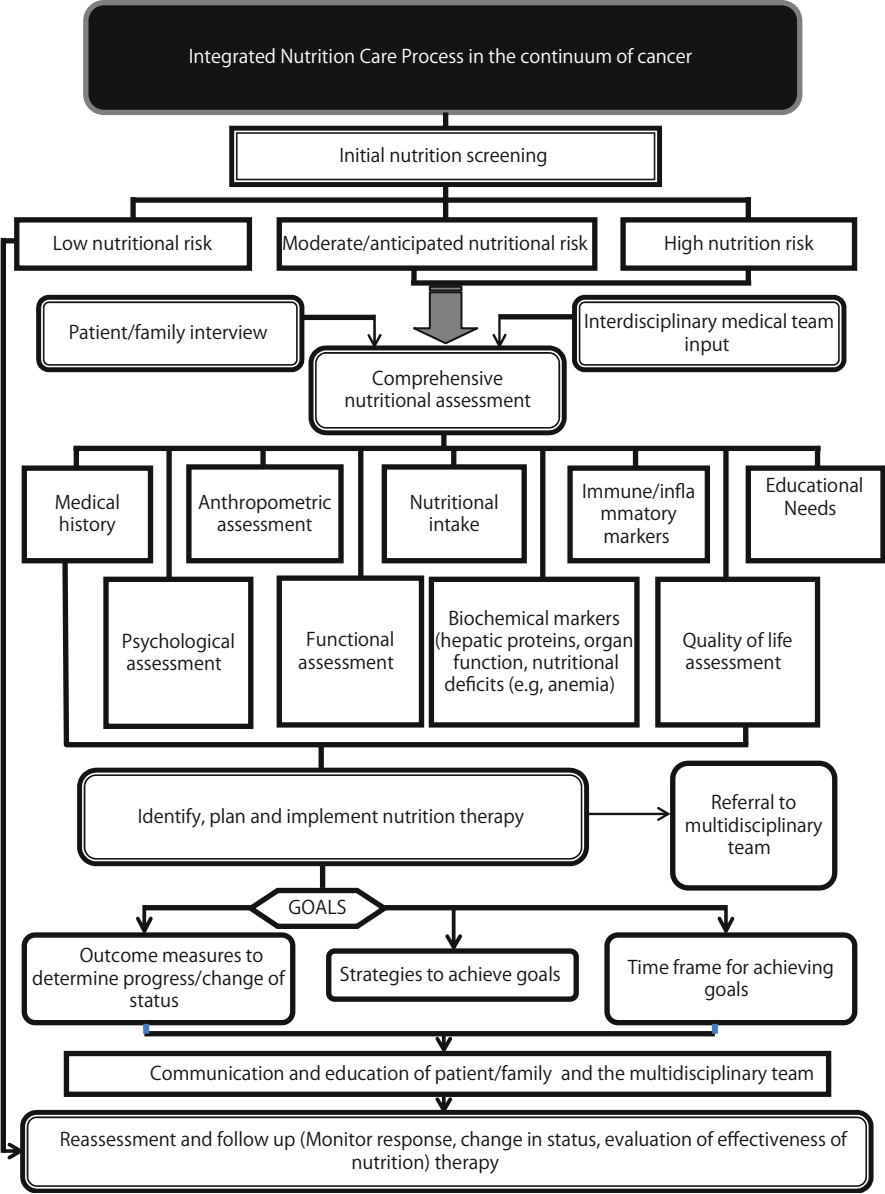 Integrated Nutrition Care Process in the continuum of cancer
Initial nutrition screening
Low nutritional risk
Moderate/anticipated nutritional risk
High nutrition risk
Patient/family interview
Interdisciplinary medical team
input
Comprehensive
nutritional assessment
Medical
history
Anthropometric
assessment
Nutritional
intake
Immune/infla
mmatory
markers
Educational
Needs
Psychological
assessment
Functional
assessment
Biochemical markers
(hepatic proteins, organ
function, nutritional
deficits (e.g, anemia)
Quality of life
assessment
Identify, plan and implement nutrition therapy
Referral to
multidisciplinary
team
GOALS
Outcome measures to
determine progress/change of
status
Strategies to achieve goals
Time frame for achieving
goals
Communication and education of patient/family and the multidisciplinary team
Reassessment and follow up (Monitor response, change in status, evaluation of effectiveness of
nutrition) therapy